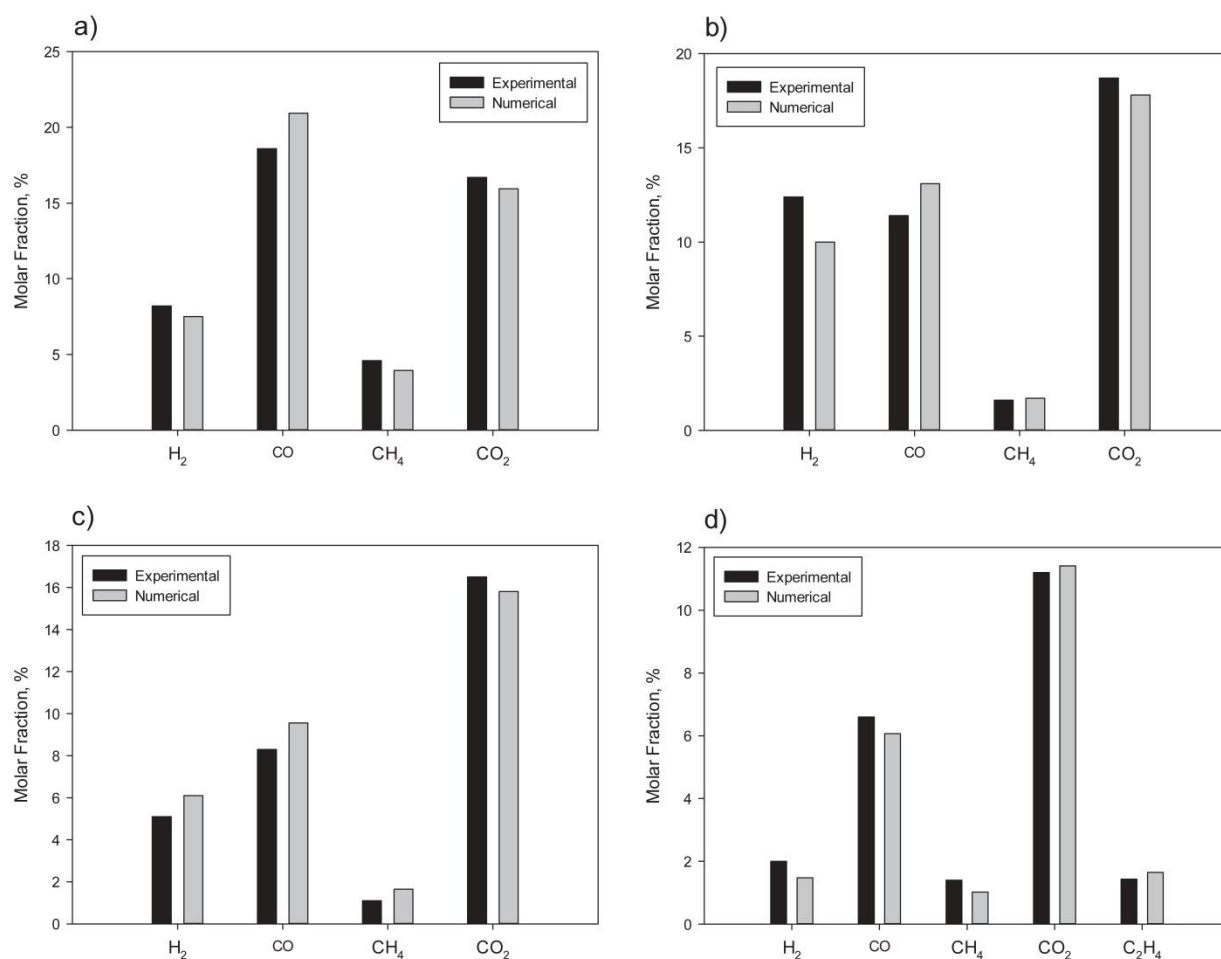 a)
25
20
15
10
5
0
Molar Fraction, %
Experimental
Numerical
H₂ CO CH₄ CO₂
b)
20
15
10
5
0
Molar Fraction, %
Experimental
Numerical
H₂ CO CH₄ CO₂
c)
18
16
14
12
10
8
6
4
2
0
Molar Fraction, %
Experimental
Numerical
H₂ CO CH₄ CO₂
d)
12
10
8
6
4
2
0
Molar Fraction, %
Experimental
Numerical
H₂ CO CH₄ CO₂ C₂H₄